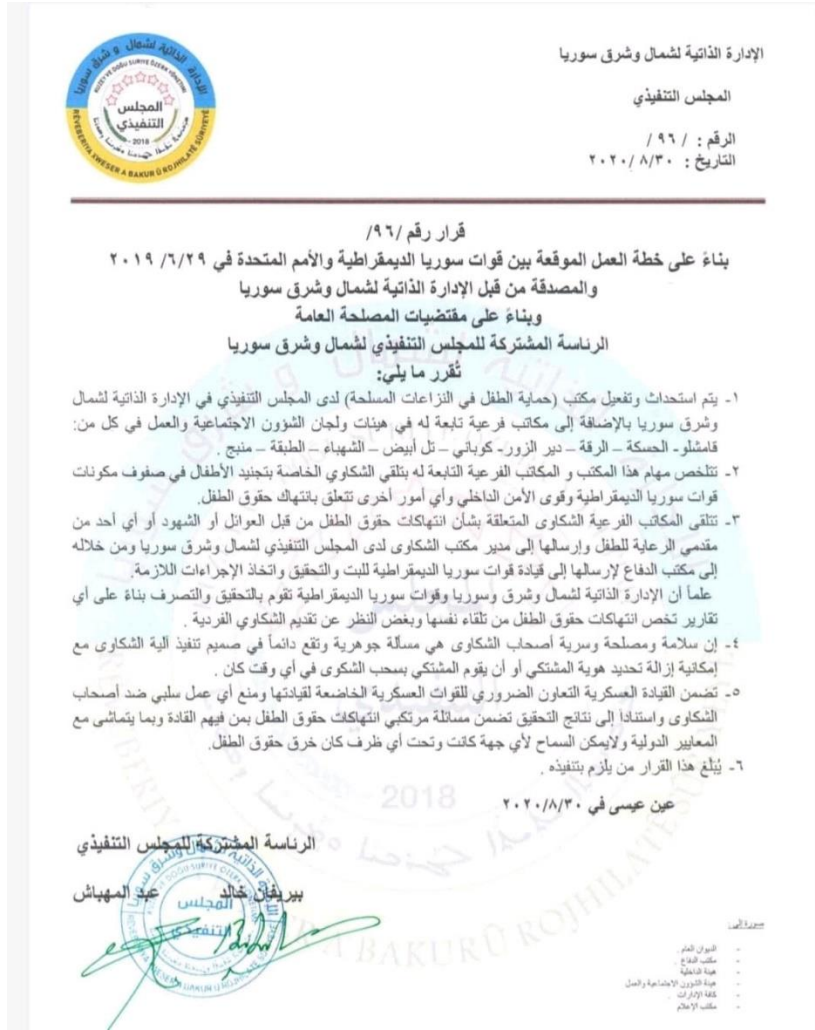 الإدارة الذاتية لشمال وشرق سوريا
المجلس التنفيذي
الرقم : / ٩٦ /
التاريخ : ٢٠٢٠/٨/٣٠
المجلس
التنفيذي
2018
قرار رقم /٩٦/
بناءً على خطة العمل الموقعة بين قوات سوريا الديمقراطية والأمم المتحدة في ٢٠١٩ /٦/٢٩
والمصدقة من قبل الإدارة الذاتية لشمال وشرق سوريا
وبناءً على مقتضيات المصلحة العامة
الرئاسة المشتركة للمجلس التنفيذي لشمال وشرق سوريا
تُقرر ما يلي:
١- يتم استحداث وتفعيل مكتب (حماية الطفل في النزاعات المسلحة) لدى المجلس التنفيذي في الإدارة الذاتية لشمال
وشرق سوريا بالإضافة إلى مكاتب فرعية تابعة له في هيئات ولجان الشؤون الاجتماعية والعمل في كل من:
قامشلو- الحسكة – الرقة – دير الزور- كوباني – تل أبيض – الشهباء – الطبقة – منبج .
٢- تتلخص مهام هذا المكتب و المكاتب الفرعية التابعة له بتلقي الشكاوي الخاصة بتجنيد الأطفال في صفوف مكونات
قوات سوريا الديمقراطية وقوى الأمن الداخلي وأي أمور أخرى تتعلق بانتهاك حقوق الطفل.
٣- تتلقى المكاتب الفرعية الشكاوى المتعلقة بشأن انتهاكات حقوق الطفل من قبل العوائل أو الشهود أو أي أحد من
مقدمي الرعاية للطفل وإرسالها إلى مدير مكتب الشكاوى لدى المجلس التنفيذي لشمال وشرق سوريا ومن خلاله
إلى مكتب الدفاع لإرسالها إلى قيادة قوات سوريا الديمقراطية للبت والتحقيق واتخاذ الإجراءات اللازمة.
علماً أن الإدارة الذاتية لشمال وشرق وسوريا وقوات سوريا الديمقراطية تقوم بالتحقيق والتصرف بناءً على أي
تقارير تخص انتهاكات حقوق الطفل من تلقاء نفسها وبغض النظر عن تقديم الشكاوي الفردية .
٤- إن سلامة ومصلحة وسرية أصحاب الشكاوى هي مسألة جوهرية وتقع دائماً في صميم تنفيذ آلية الشكاوى مع
إمكانية إزالة تحديد هوية المشتكي أو أن يقوم المشتكي بسحب الشكوى في أي وقت كان .
٥- تضمن القيادة العسكرية التعاون الضروري للقوات العسكرية الخاضعة لقيادتها ومنع أي عمل سلبي ضد أصحاب
الشكاوى واستناداً إلى نتائج التحقيق تضمن مسائلة مرتكبي انتهاكات حقوق الطفل بمن فيهم القادة وبما يتماشى مع
المعايير الدولية ولايمكن السماح لأي جهة كانت وتحت أي ظرف كان خرق حقوق الطفل.
٦- يُبلغ هذا القرار من يلزم بتنفيذه .
عين عيسى في ٢٠٢٠/٨/٣٠
الرئاسة المشتركة للمجلس التنفيذي
بيريفان خالد عبد المهباش
صورة إلى :
- الديوان العام .
- مكتب الدفاع .
- هيئة الداخلية
- هيئة الشؤون الاجتماعية والعمل
- كافة الإدارات .
- مكتب الإعلام